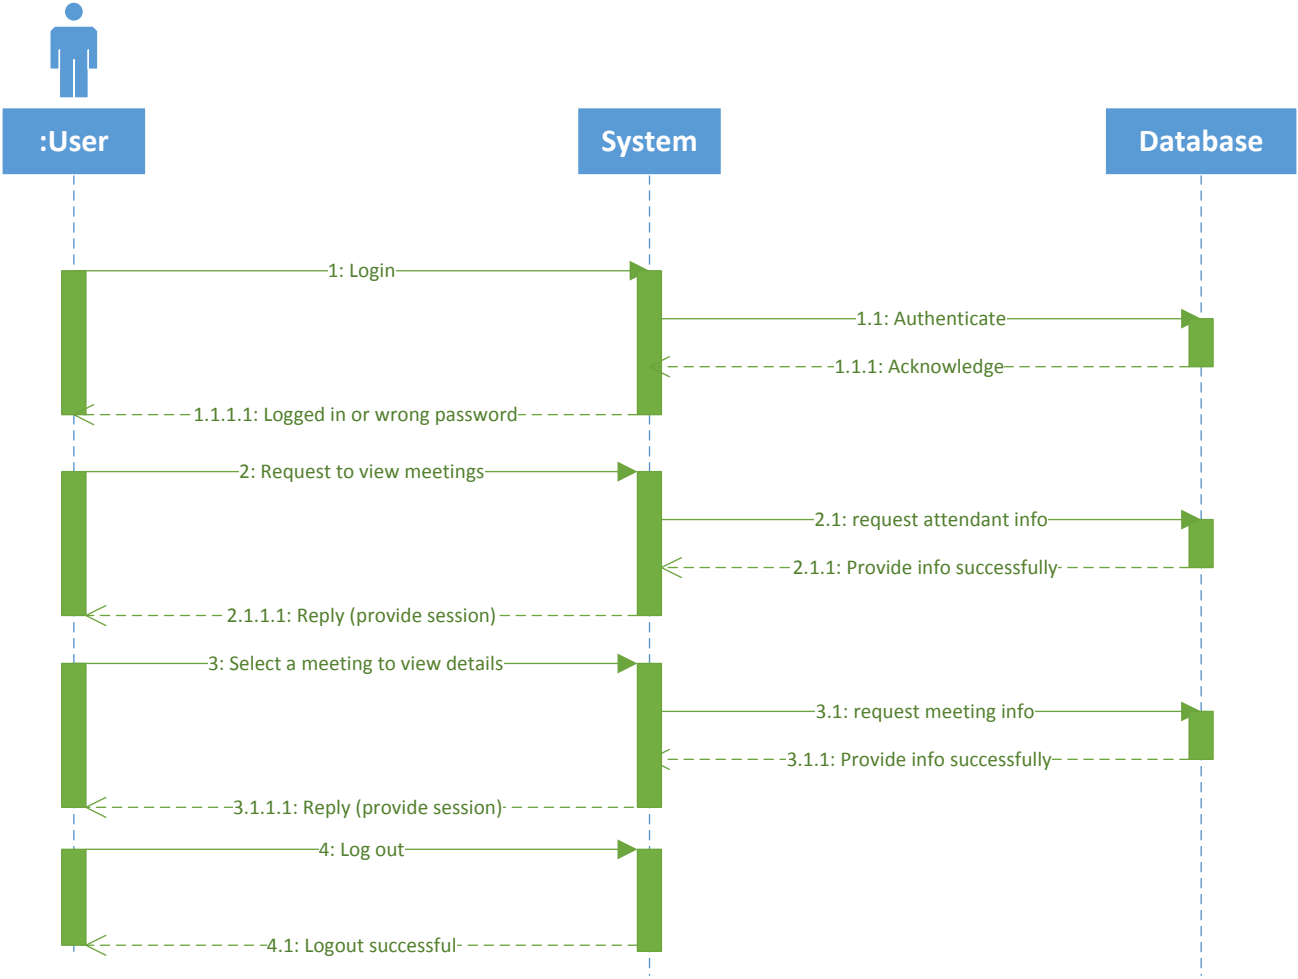 :User
System
Database
1: Login
1.1: Authenticate
1.1.1: Acknowledge
1.1.1.1: Logged in or wrong password
2: Request to view meetings
2.1: request attendant info
2.1.1: Provide info successfully
2.1.1.1: Reply (provide session)
3: Select a meeting to view details
3.1: request meeting info
3.1.1: Provide info successfully
3.1.1.1: Reply (provide session)
4: Log out
4.1: Logout successful